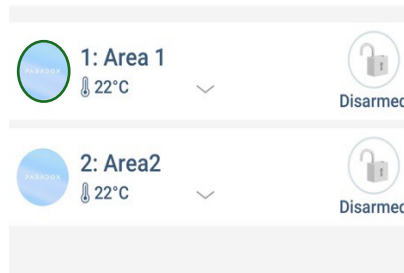 PARADOX
1: Area 1
22°C
Disarmed
PARADOX
2: Area2
22°C
Disarmed